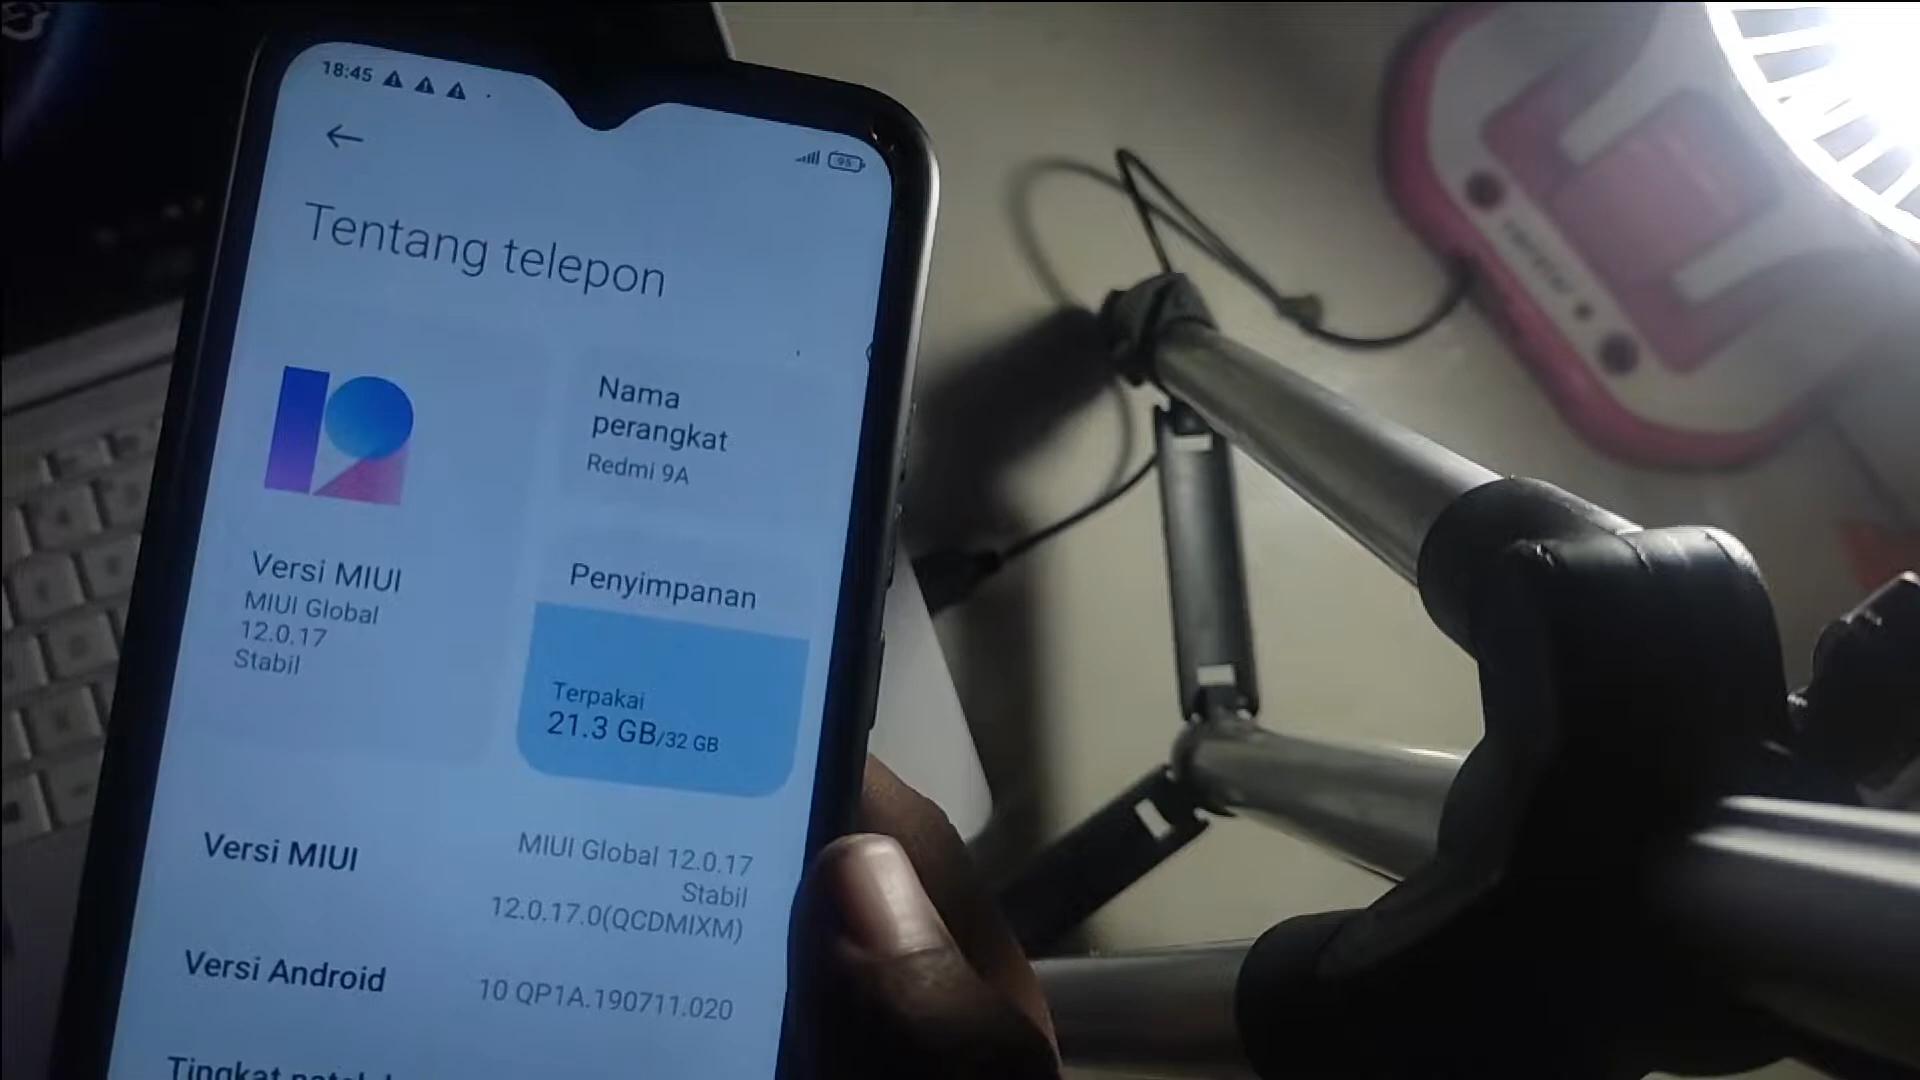 18:45
95
Tentang telepon
Nama
perangkat
Redmi 9A
Versi MIUI
MIUI Global
12.0.17
Stabil
Penyimpanan
Terpakai
21.3 GB/32 GB
Versi MIUI
MIUI Global 12.0.17
Stabil
12.0.17.0(QCDMIXM)
Versi Android
10 QP1A.190711.020
Tingkat